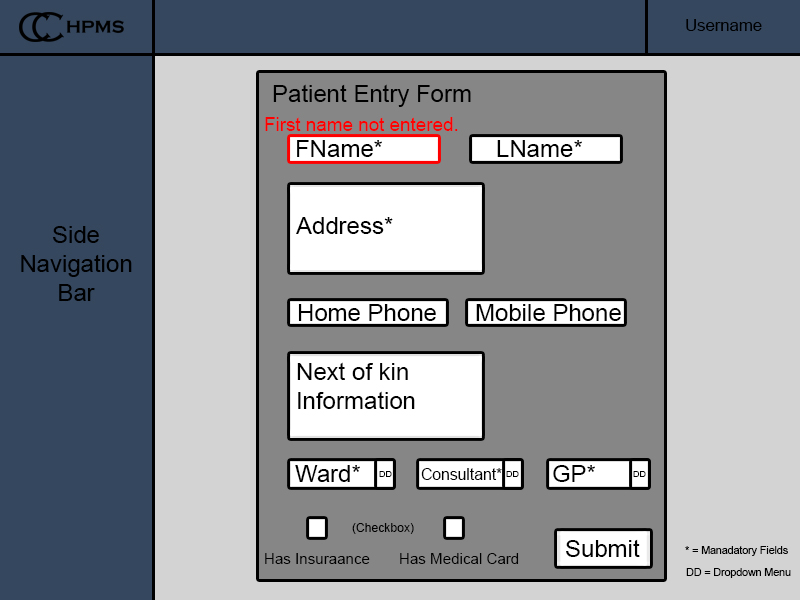 CCC HPMS
Username
Side
Navigation
Bar
Patient Entry Form
First name not entered.
FName*
LName*
Address*
Home Phone
Mobile Phone
Next of kin
Information
Ward* DD
Consultant* DD
GP* DD
(Checkbox)
Has Insuraance
Has Medical Card
Submit
* = Manadatory Fields
DD = Dropdown Menu